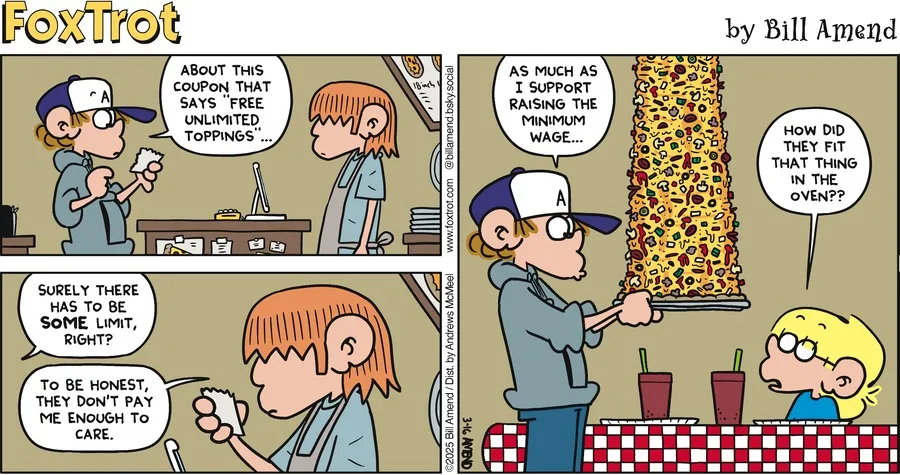 FoxTrot
by Bill Amend
ABOUT THIS
COUPON THAT
SAYS "FREE
UNLIMITED
TOPPINGS"...
A
18 inch
SURELY THERE
HAS TO BE
SOME LIMIT,
RIGHT?
TO BE HONEST,
THEY DON'T PAY
ME ENOUGH TO
CARE.
www.foxtrot.com @billamend.bsky.social
©2025 Bill Amend / Dist. by Andrews McMeel
AS MUCH AS
I SUPPORT
RAISING THE
MINIMUM
WAGE...
A
HOW DID
THEY FIT
THAT THING
IN THE
OVEN??
3-16 AMEND